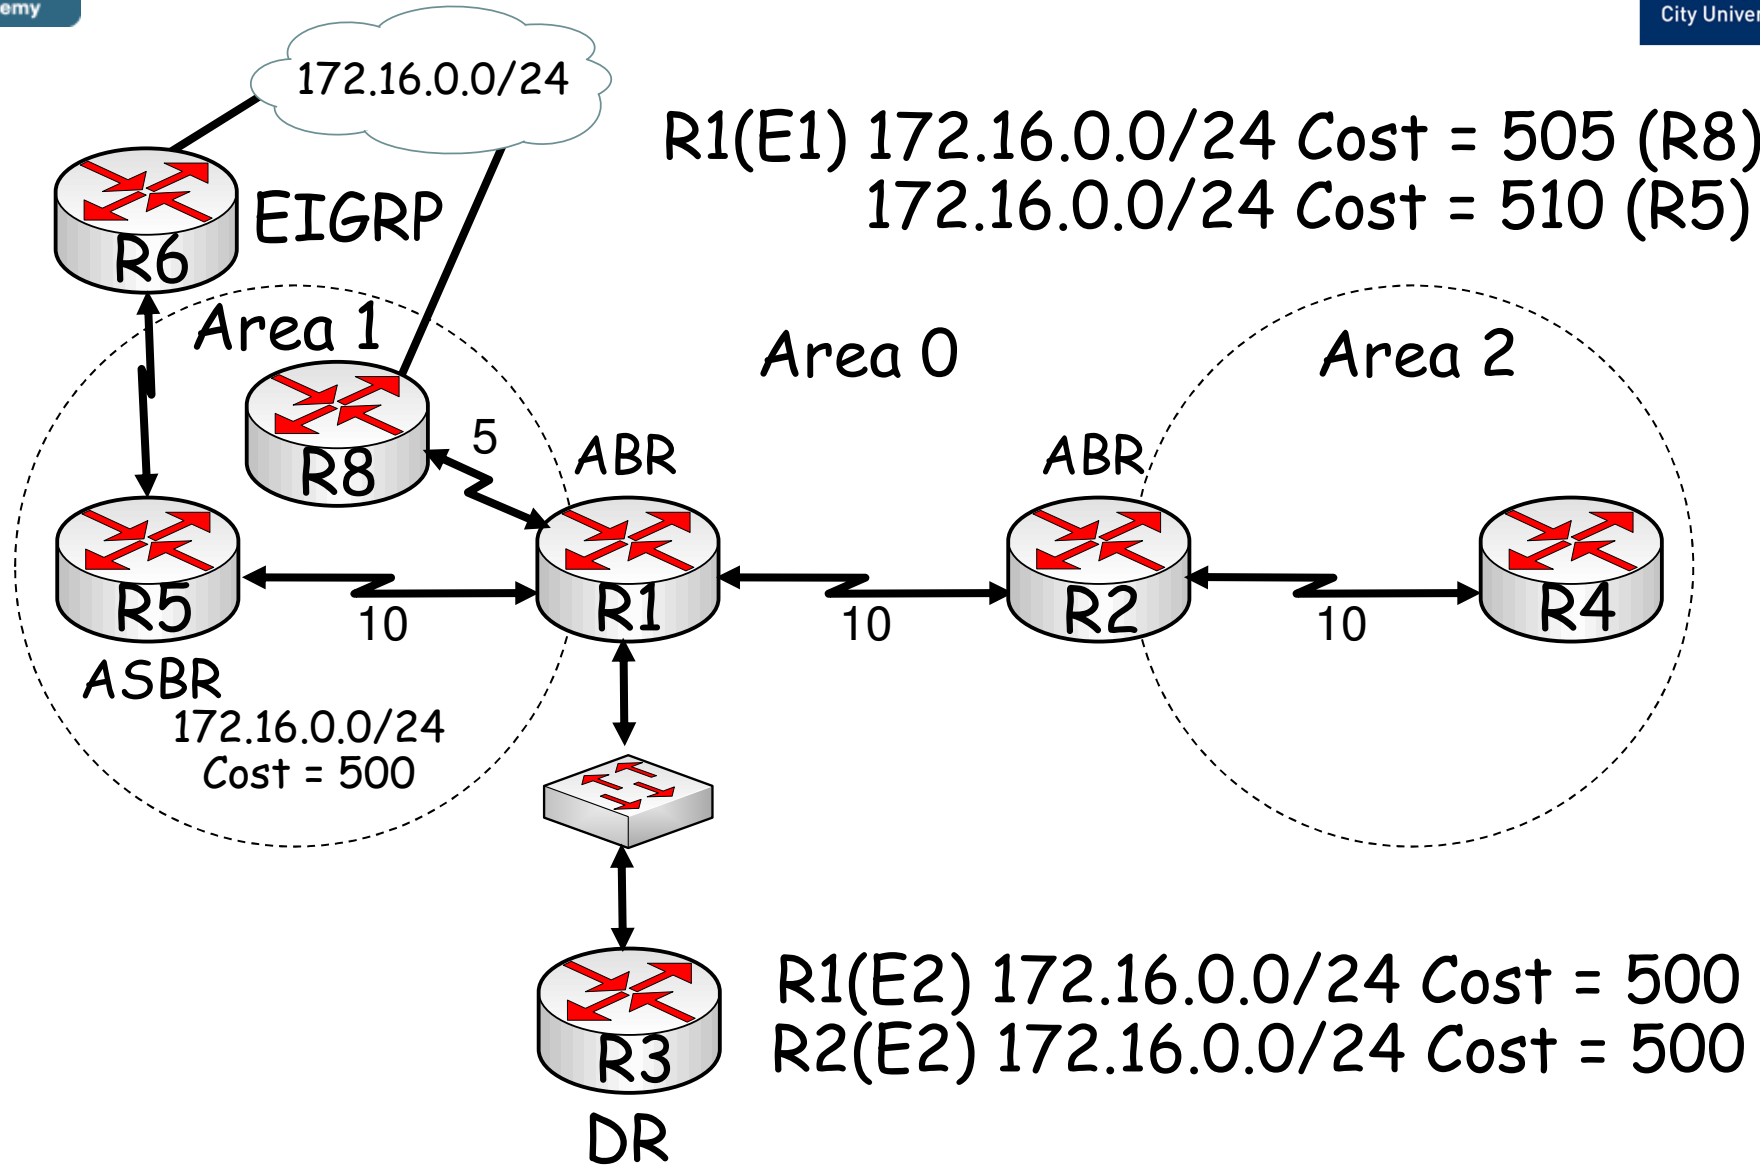 City
172.16.0.0/24
R1(E1) 172.16.0.0/24 Cost = 505 (R8)
172.16.0.0/24 Cost = 510 (R5)
EIGRP
R6
Area 1
Area 0
Area 2
5
ABR
ABR
R8
R5
R1
R2
R4
10
10
10
ASBR
172.16.0.0/24
Cost = 500
R1(E2) 172.16.0.0/24 Cost = 500
R2(E2) 172.16.0.0/24 Cost = 500
R3
DR